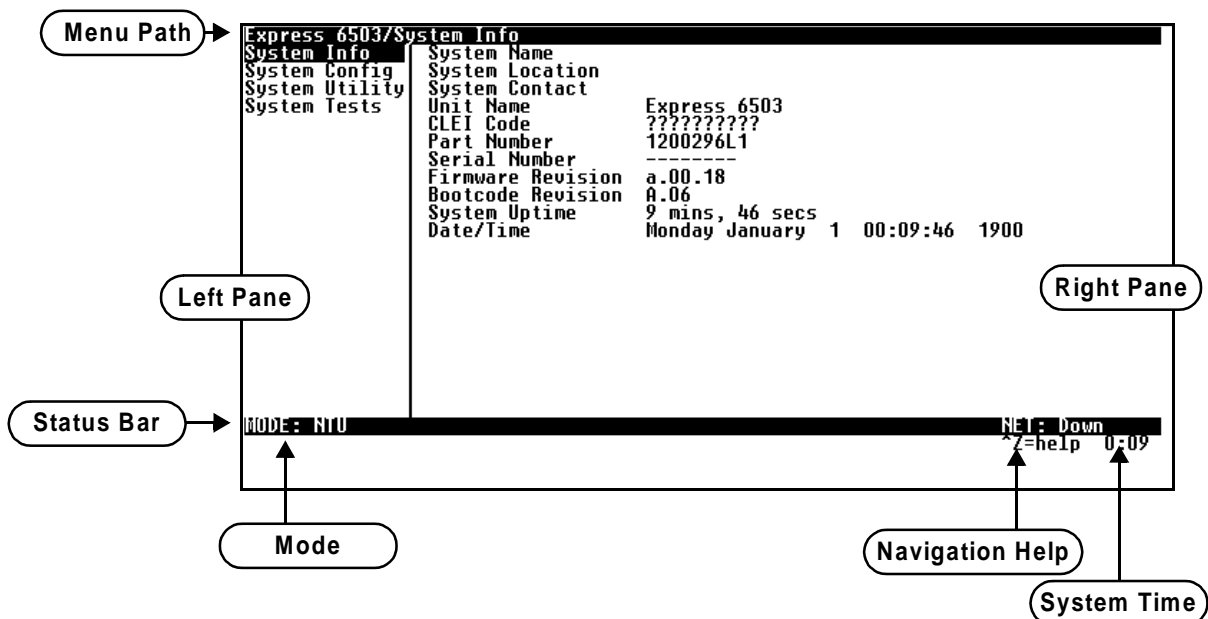 Menu Path
Express 6503/System Info
System Info System Name
System Config System Location
System Utility System Contact
System Tests Unit Name Express 6503
CLEI Code ??????????
Part Number 1200296L1
Serial Number --------
Firmware Revision a.00.18
Bootcode Revision A.06
System Uptime 9 mins, 46 secs
Date/Time Monday January 1 00:09:46 1900
Left Pane
Right Pane
Status Bar
MODE: NTU NET: Down
^Z=help 0:09
Mode
Navigation Help
System Time